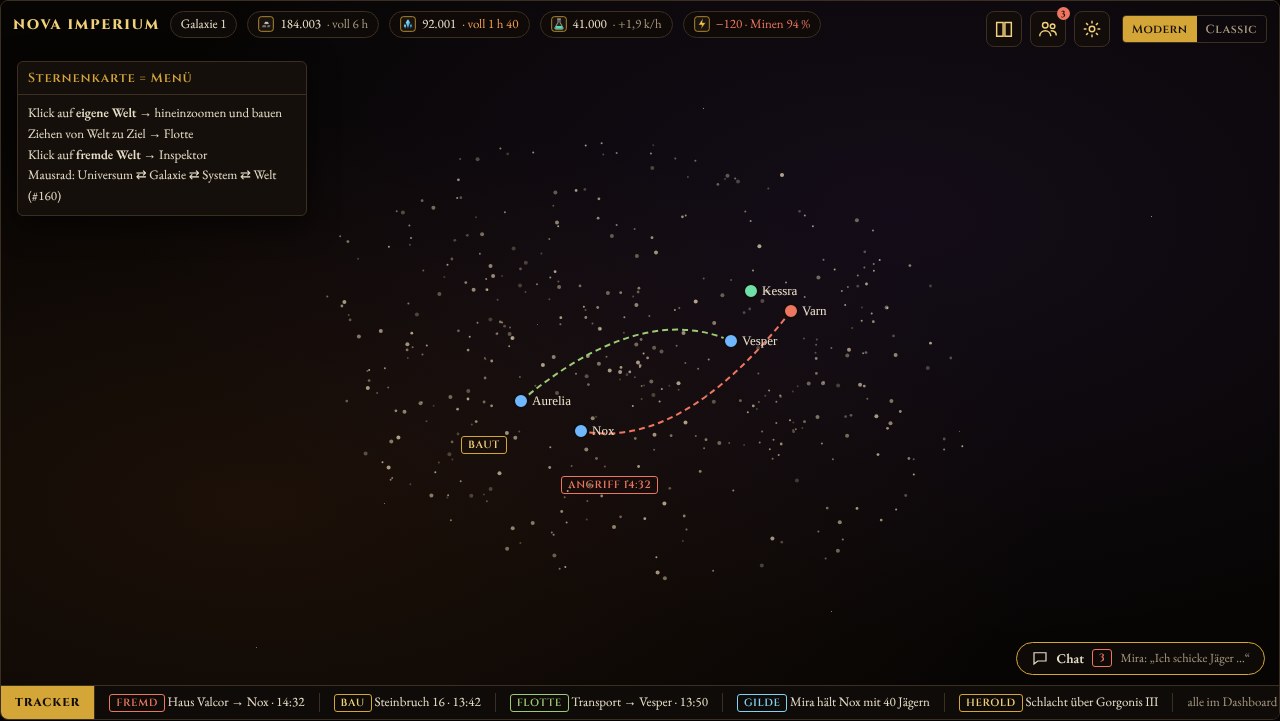 NOVA IMPERIUM
Galaxie 1
184.003 · voll 6 h
92.001 · voll 1 h 40
41.000 · +1,9 k/h
−120 · Minen 94 %
3
MODERN
CLASSIC
STERNENKARTE = MENÜ
Klick auf eigene Welt → hineinzoomen und bauen
Ziehen von Welt zu Ziel → Flotte
Klick auf fremde Welt → Inspektor
Mausrad: Universum ⇄ Galaxie ⇄ System ⇄ Welt
(#160)
Kessra
Varn
Vesper
Aurelia
Nox
BAUT
ANGRIFF 14:32
Chat 3 Mira: „Ich schicke Jäger ...“
TRACKER
FREMD Haus Valcor → Nox · 14:32
BAU Steinbruch 16 · 13:42
FLOTTE Transport → Vesper · 13:50
GILDE Mira hält Nox mit 40 Jägern
HEROLD Schlacht über Gorgonis III
alle im Dashboard